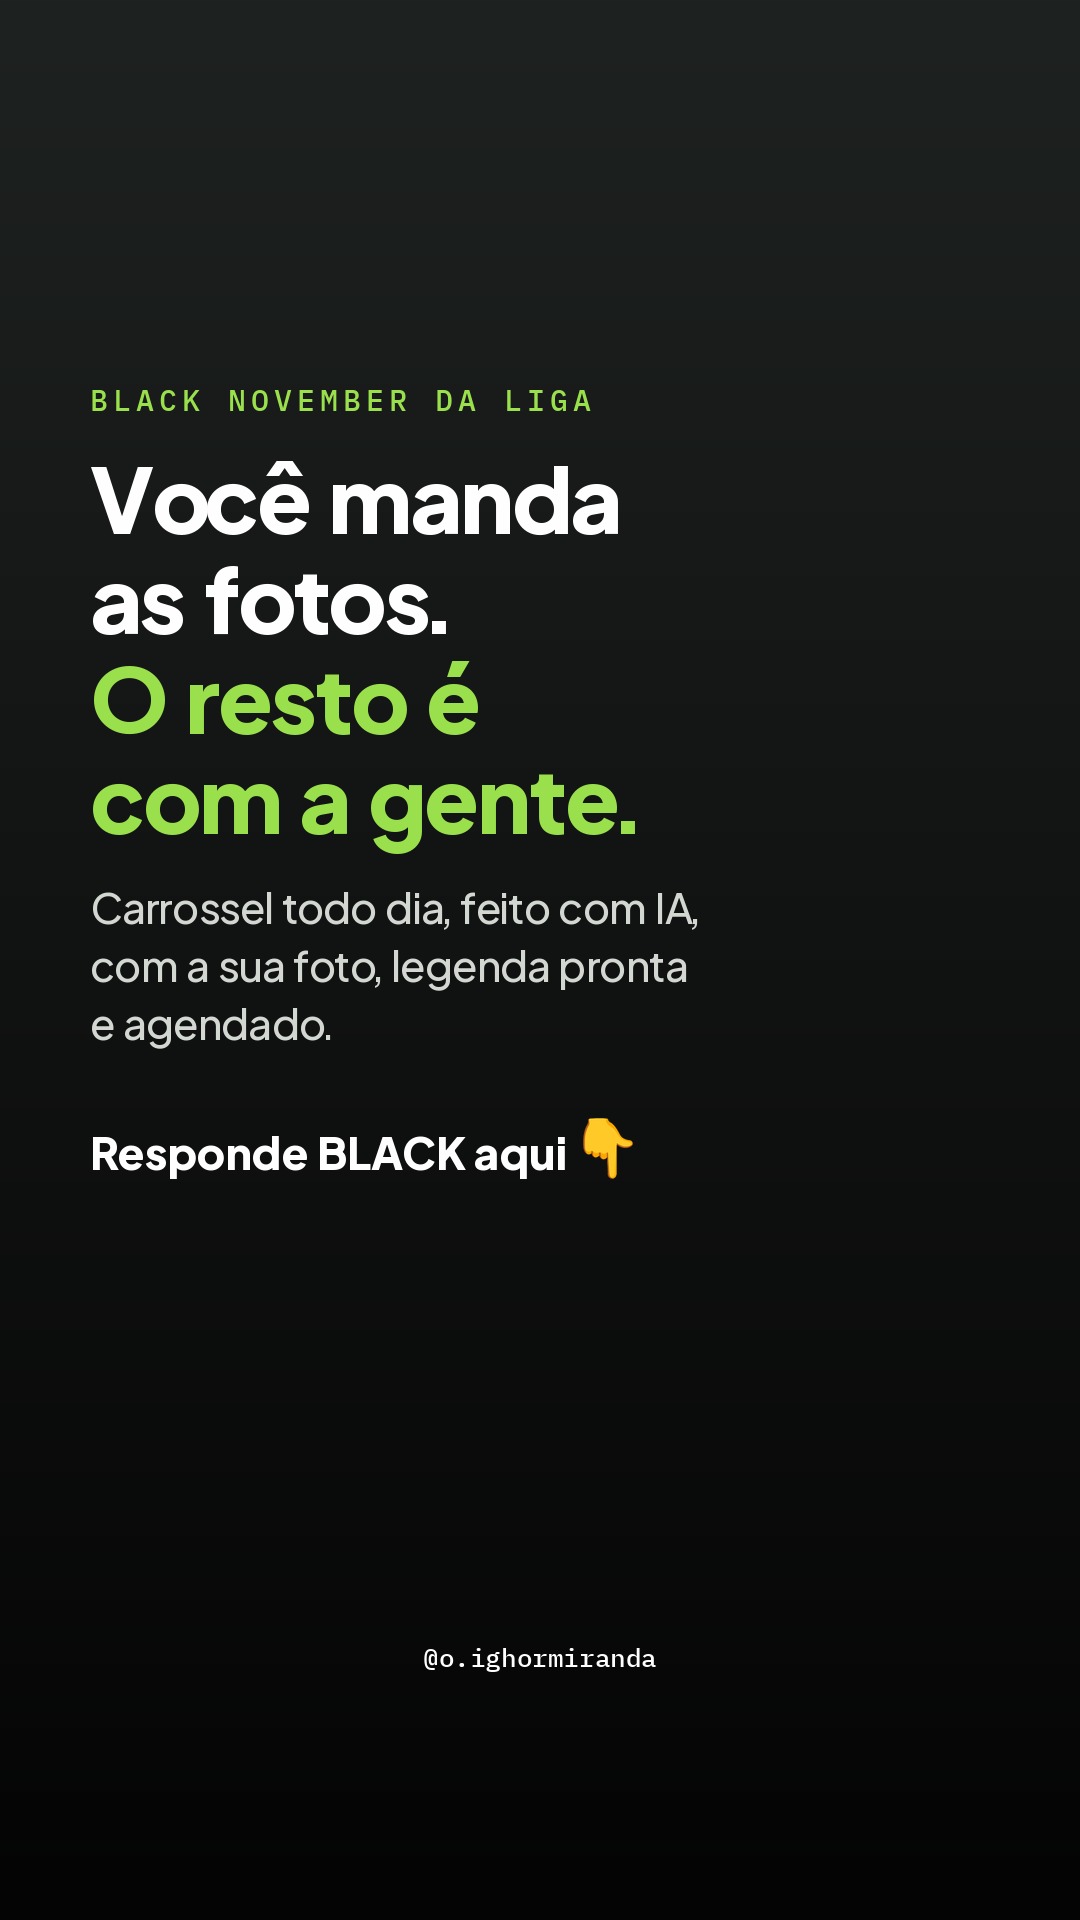 BLACK NOVEMBER DA LIGA
Você manda
as fotos.
O resto é
com a gente.
Carrossel todo dia, feito com IA,
com a sua foto, legenda pronta
e agendado.
Responde BLACK aqui 👇
@o.ighormiranda